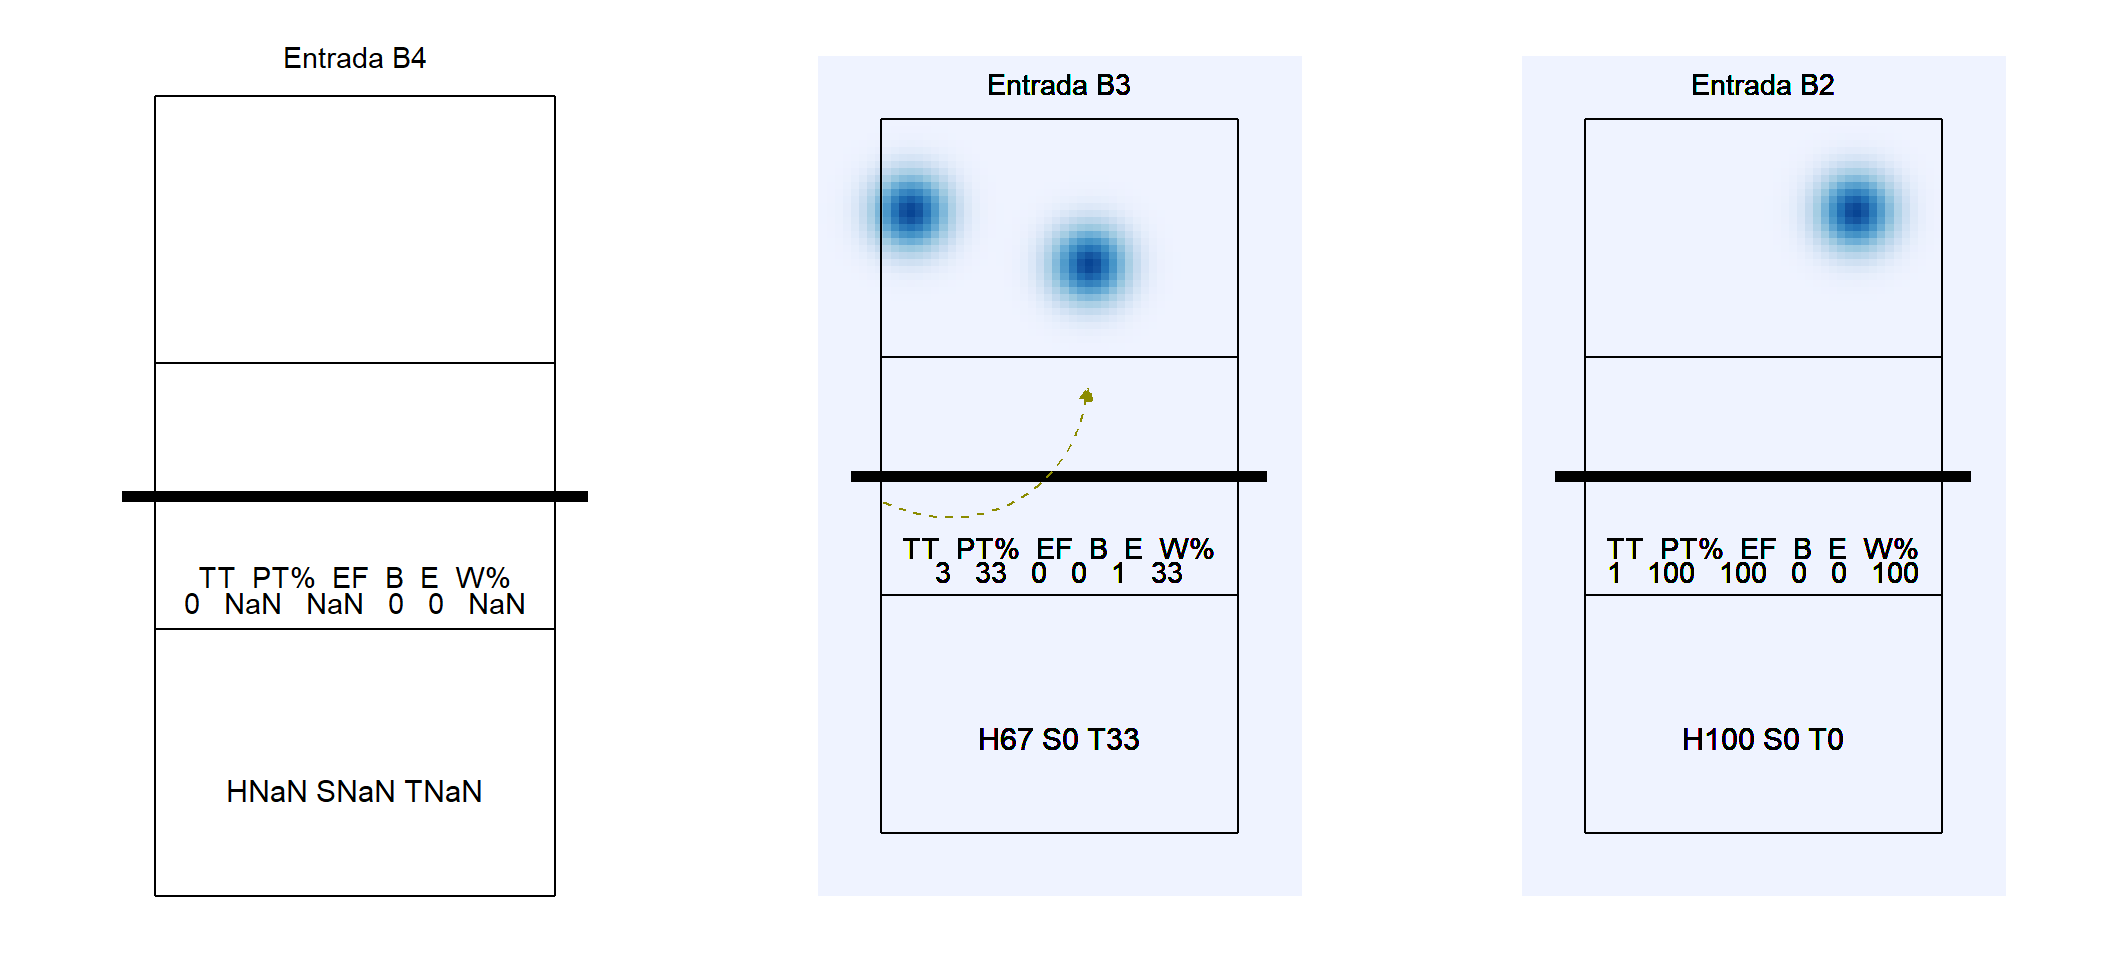 Entrada B4
TT PT% EF B E W%
0 NaN NaN 0 0 NaN
HNaN SNaN TNaN
Entrada B3
TT PT% EF B E W%
3 33 0 0 1 33
H67 S0 T33
Entrada B2
TT PT% EF B E W%
1 100 100 0 0 100
H100 S0 T0